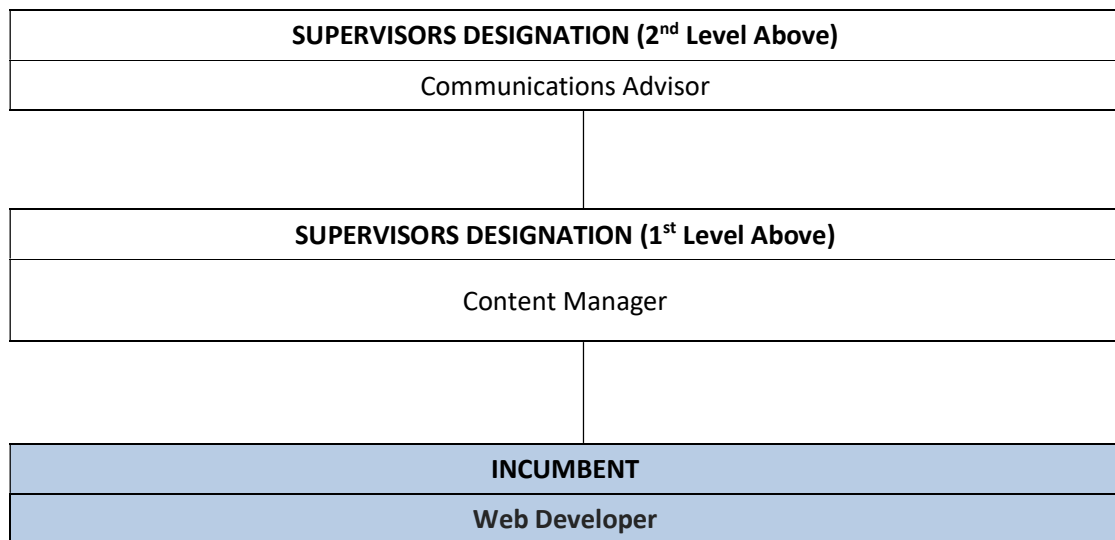 SUPERVISORS DESIGNATION (2nd Level Above)
Communications Advisor
SUPERVISORS DESIGNATION (1st Level Above)
Content Manager
INCUMBENT
Web Developer